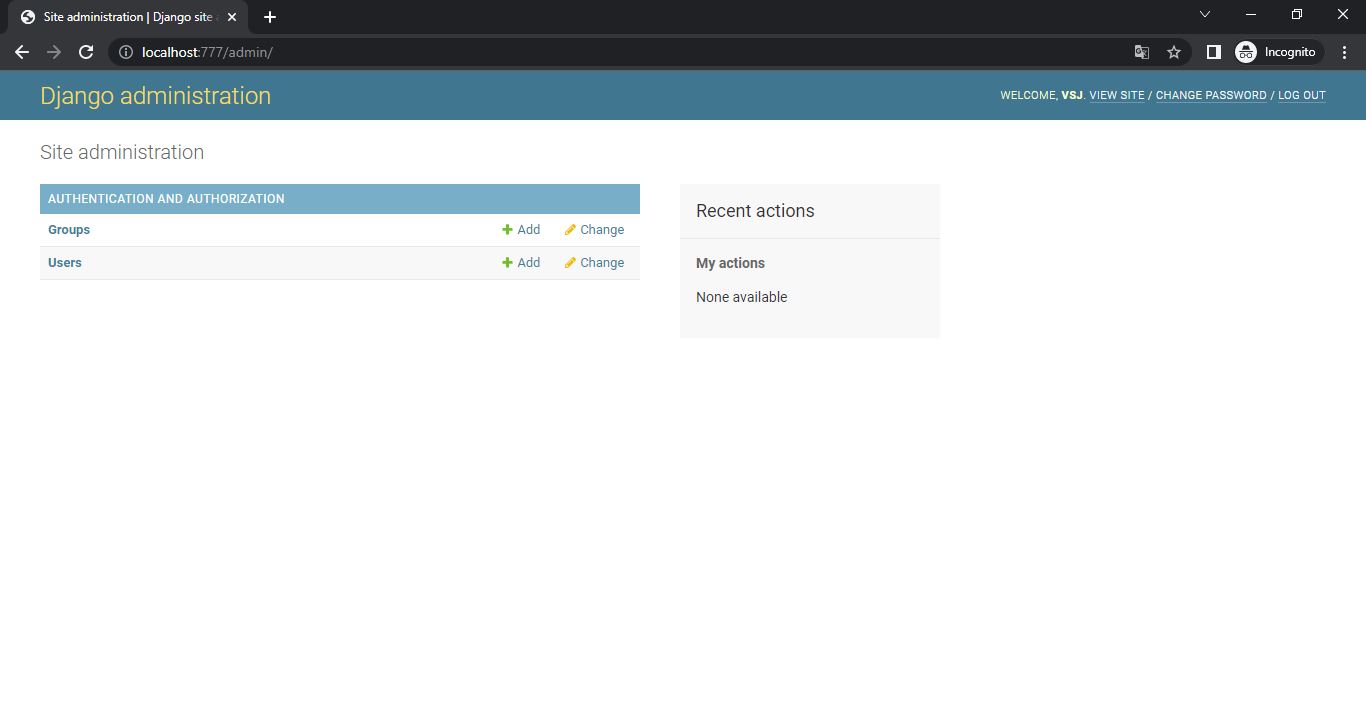 Site administration | Django site
localhost:777/admin/
Incognito
Django administration
WELCOME, VSJ. VIEW SITE / CHANGE PASSWORD / LOG OUT
Site administration
AUTHENTICATION AND AUTHORIZATION
Groups Add Change
Users Add Change
Recent actions
My actions
None available